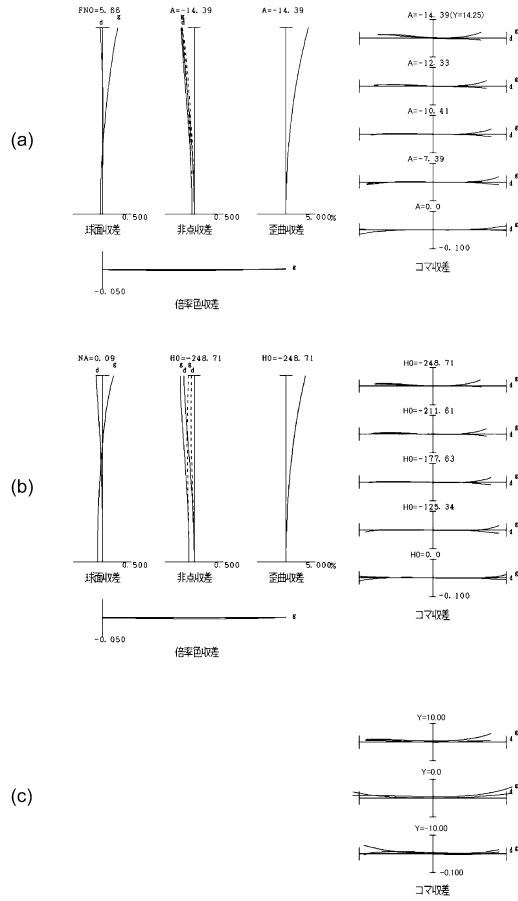 (a)
FNO=5.66 A=-14.39 A=-14.39
g
d
g
d
0.500 0.500 5.000%
球面収差 非点収差 歪曲収差
g
-0.050
倍率色収差
A=-14.39(Y=14.25)
g
d
A=-12.33
g
d
A=-10.41
g
d
A=-7.39
g
d
A=0.0
g
d
-0.100
コマ収差
(b)
NA=0.09 H0=-248.71 H0=-248.71
d g
g g
d d
0.500 0.500 5.000%
球面収差 非点収差 歪曲収差
g
-0.050
倍率色収差
H0=-248.71
g
d
H0=-211.61
g
d
H0=-177.63
g
d
H0=-125.34
g
d
H0=0.0
g
d
-0.100
コマ収差
(c)
Y=10.00
g
d
Y=0.0
g
d
Y=-10.00
g
d
-0.100
コマ収差